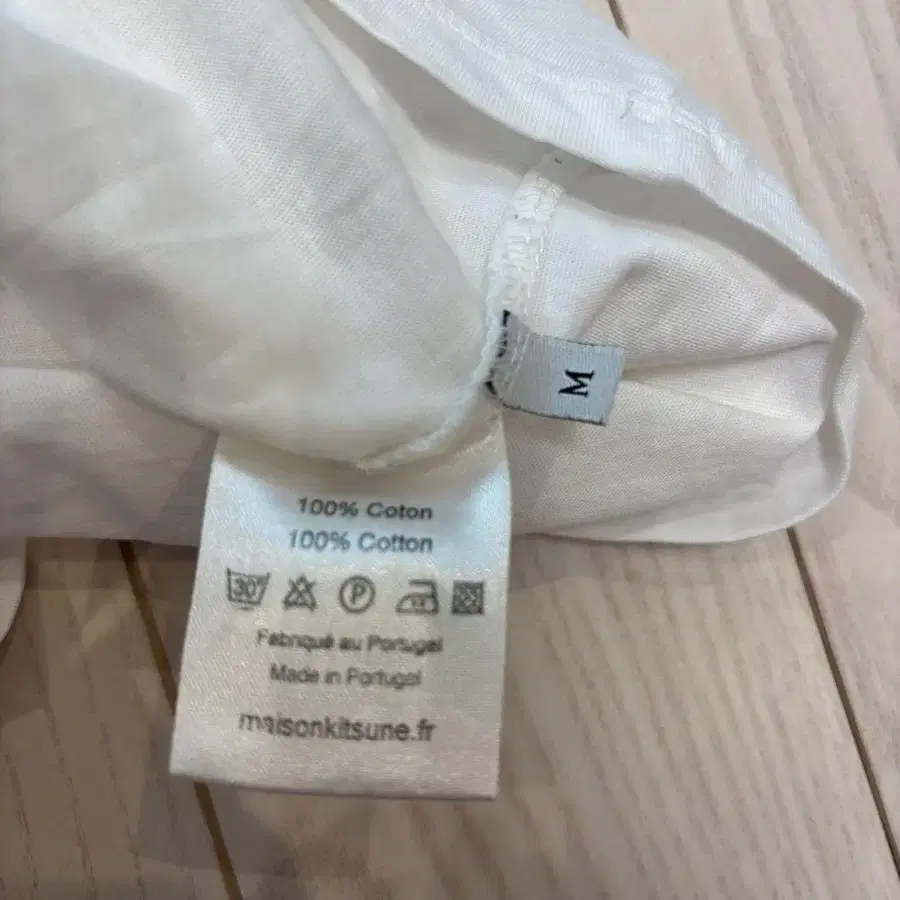 M
100% Coton
100% Cotton
30°
P
Fabriqué au Portugal
Made in Portugal
maisonkitsune.fr